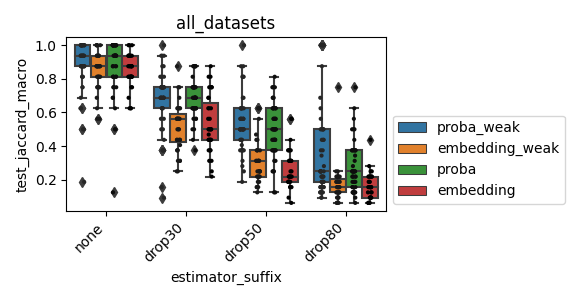 all_datasets
test_jaccard_macro
1.0
0.8
0.6
0.4
0.2
none
drop30
drop50
drop80
estimator_suffix
proba_weak
embedding_weak
proba
embedding